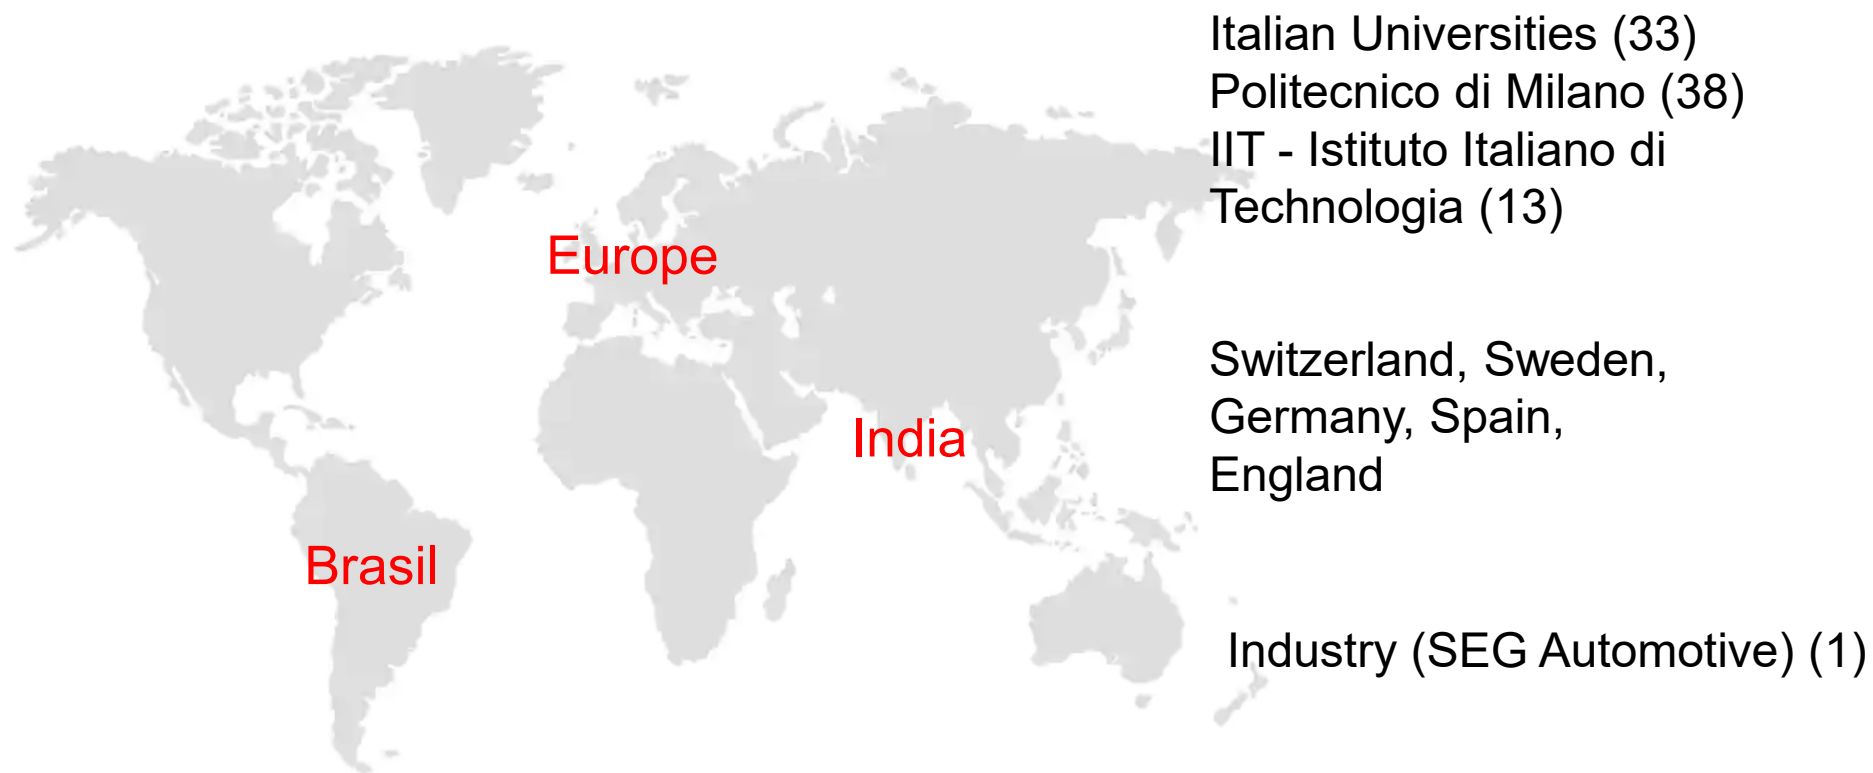 Italian Universities (33)
Politecnico di Milano (38)
IIT - Istituto Italiano di
Technologia (13)
Europe
Switzerland, Sweden,
Germany, Spain,
England
India
Brasil
Industry (SEG Automotive) (1)